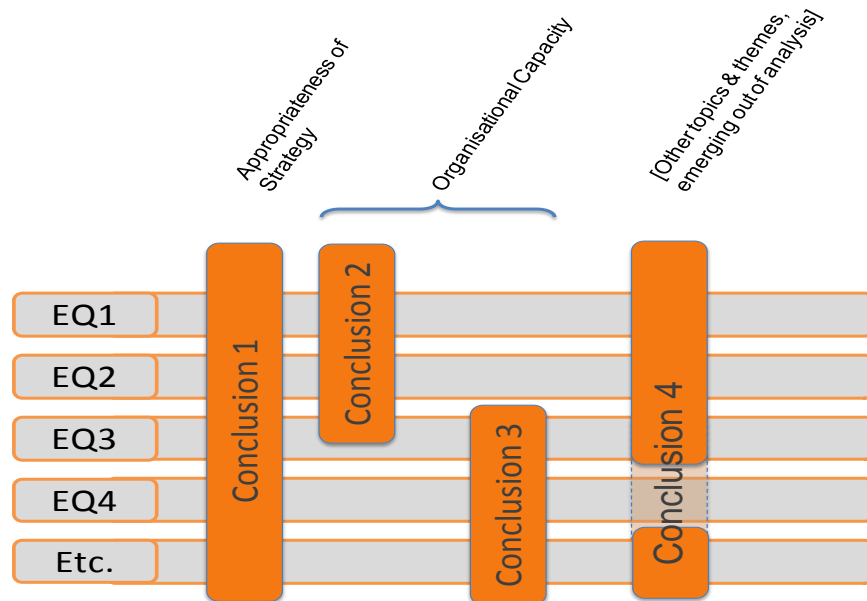 Appropriateness of
Strategy
Organisational Capacity
[Other topics & themes,
emerging out of analysis]
Conclusion 1
Conclusion 2
Conclusion 3
Conclusion 4
EQ1
EQ2
EQ3
EQ4
Etc.